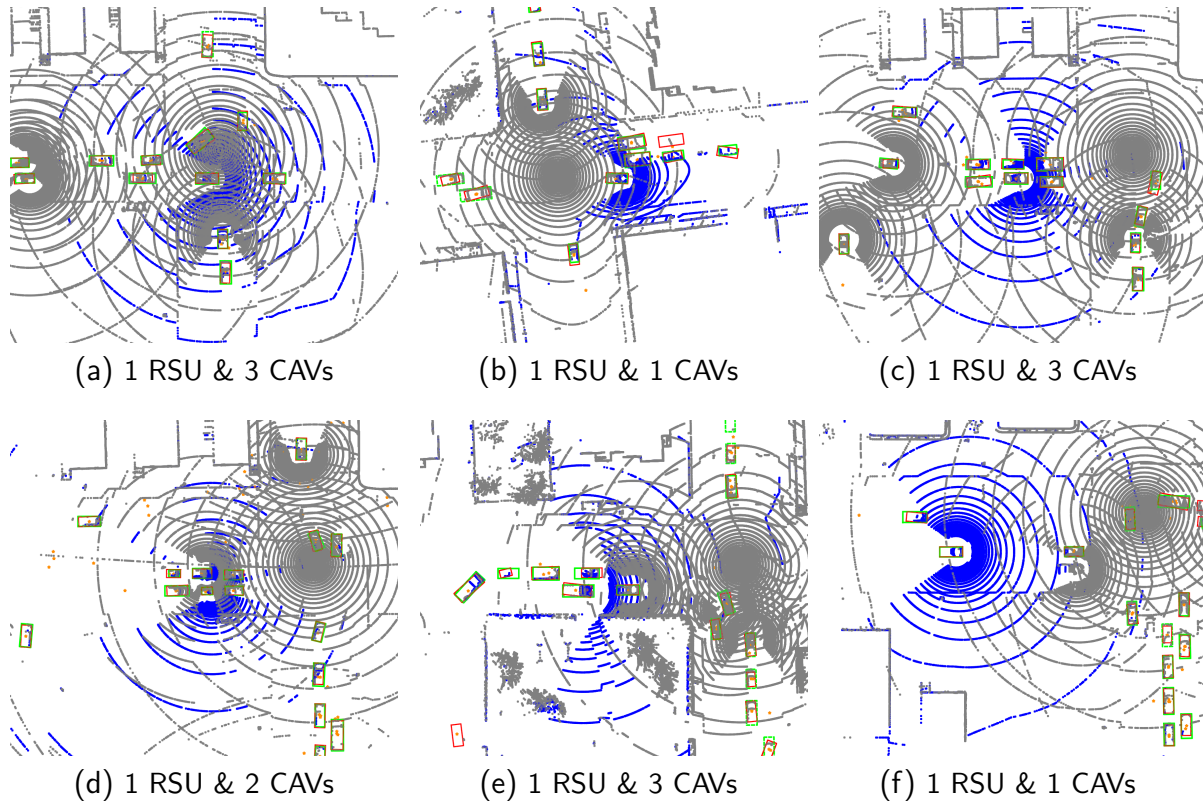 (a) 1 RSU & 3 CAVs
(b) 1 RSU & 1 CAVs
(c) 1 RSU & 3 CAVs
(d) 1 RSU & 2 CAVs
(e) 1 RSU & 3 CAVs
(f) 1 RSU & 1 CAVs